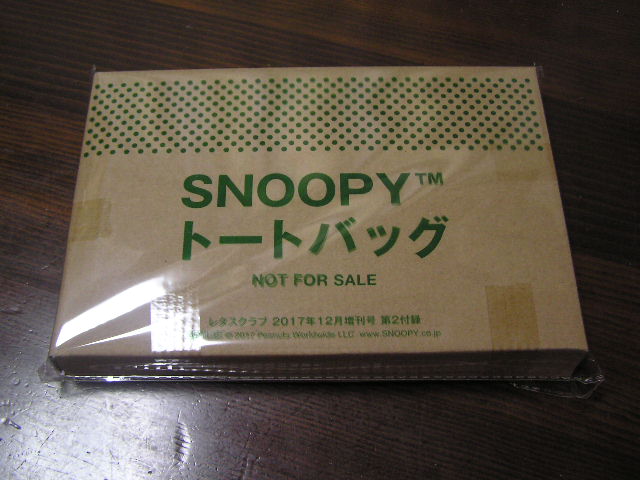 SNOOPY™
トートバッグ
NOT FOR SALE
レタスクラブ 2017年12月増刊号 第2付録
©2017 Peanuts Worldwide LLC www.SNOOPY.co.jp